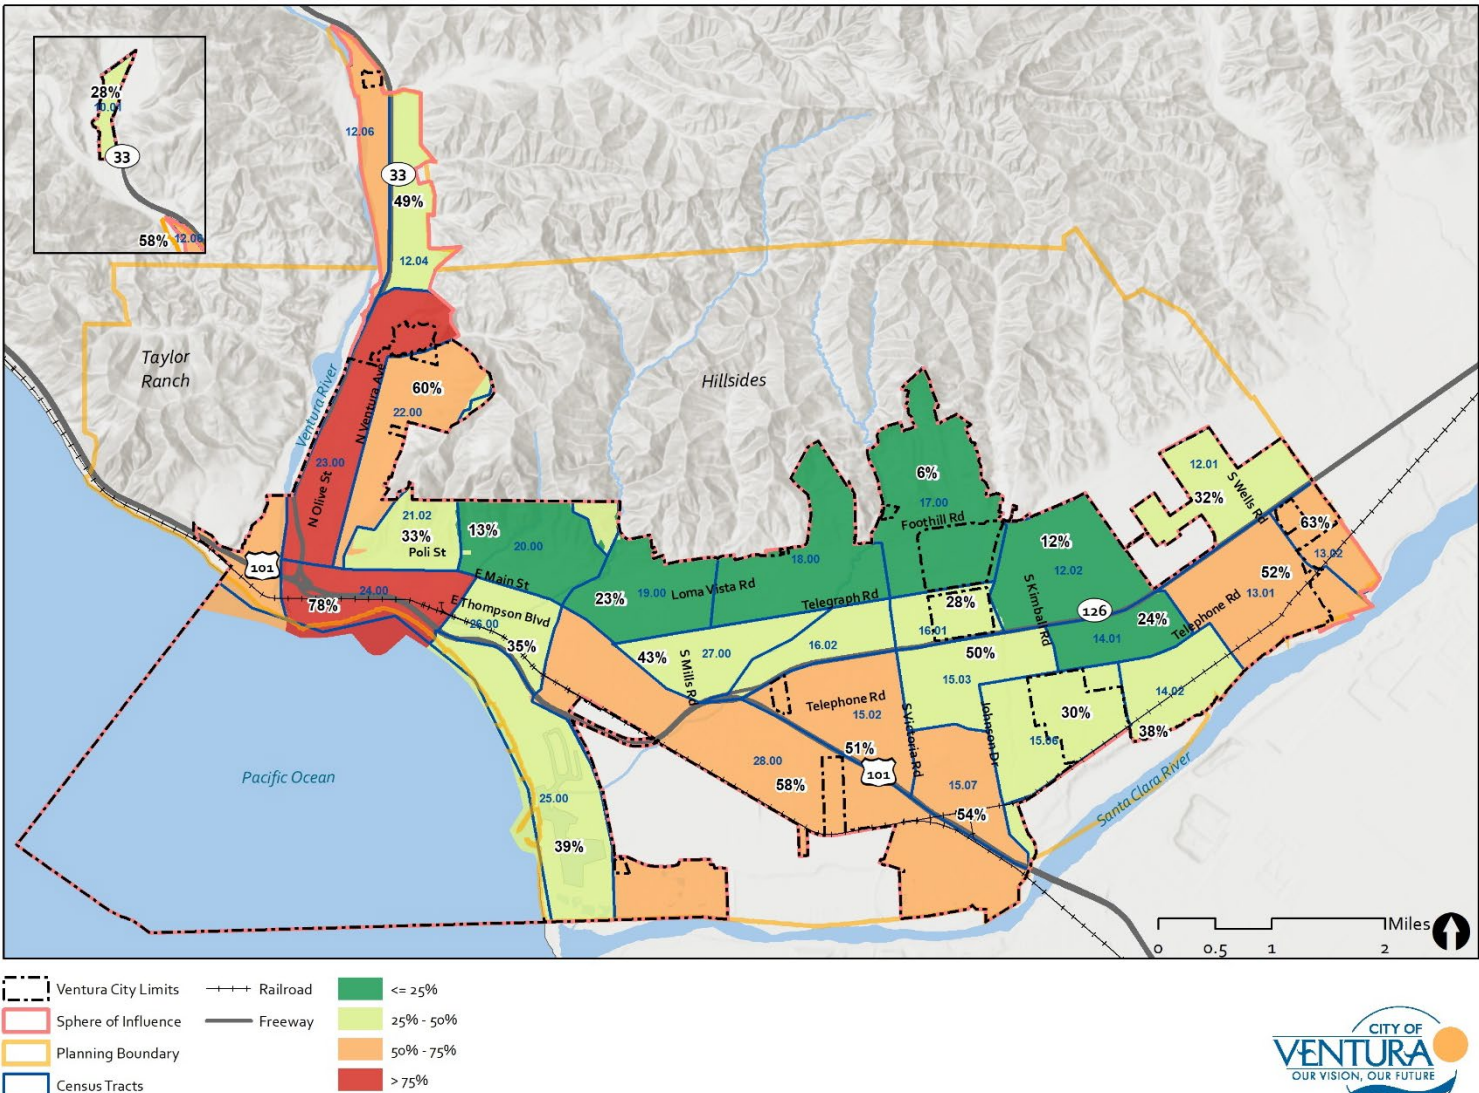 28%
10.01
33
58%
12.06
12.06
33
49%
12.04
Taylor
Ranch
Ventura River
N Ventura Ave
60%
22.00
Hillsides
23.00
N Olive St
6%
17.00
Foothill Rd
12.01
32%
S Wells Rd
63%
13.02
21.02
33%
Poli St
13%
20.00
12%
12.02
101
E Main St
18.00
52%
13.01
24.00
78%
23%
19.00
Loma Vista Rd
Telegraph Rd
28%
S Kimball Rd
126
24%
Telephone Rd
E Thompson Blvd
26.00
35%
16.01
14.01
43%
27.00
S Mills Rd
16.02
50%
15.03
14.02
Telephone Rd
15.02
S Victoria Rd
Johnson Dr
30%
15.06
38%
51%
101
28.00
58%
15.07
54%
Pacific Ocean
25.00
39%
Santa Clara River
Miles
0 0.5 1 2
Ventura City Limits
Sphere of Influence
Planning Boundary
Census Tracts
Railroad
Freeway
<= 25%
25% - 50%
50% - 75%
> 75%
CITY OF
VENTURA
OUR VISION, OUR FUTURE